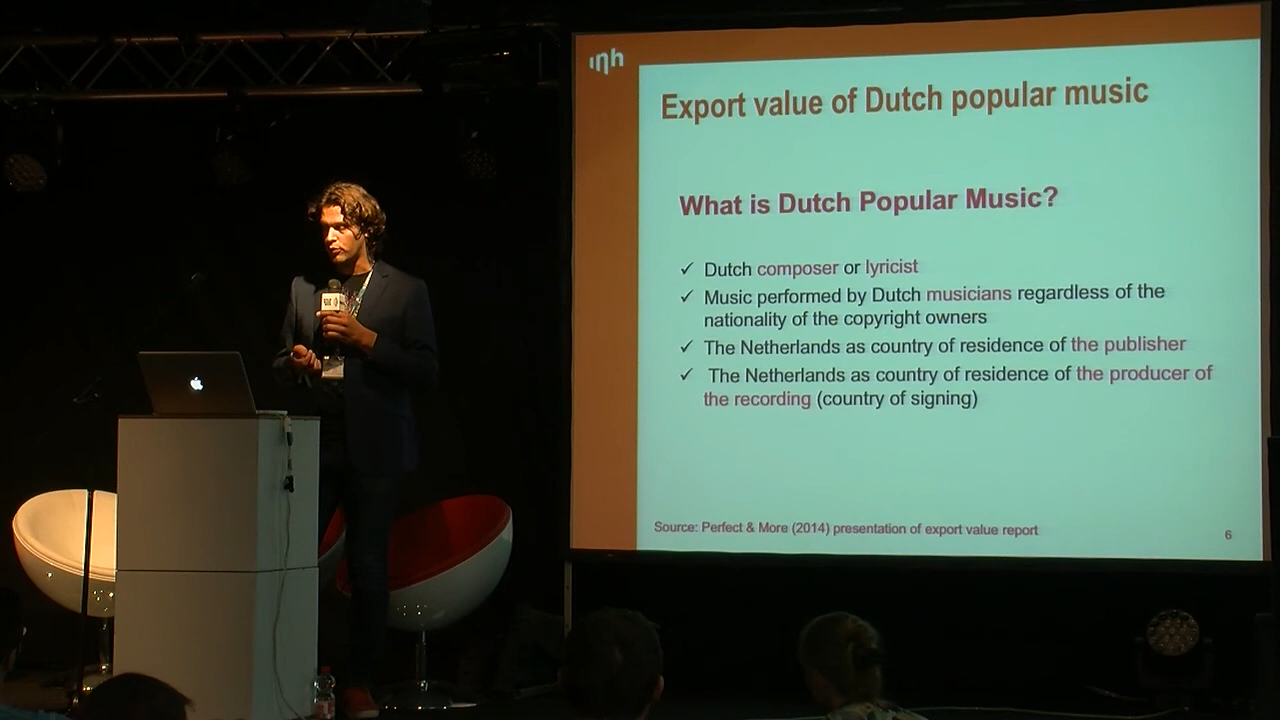 inh
Export value of Dutch popular music
What is Dutch Popular Music?
✓ Dutch composer or lyricist
✓ Music performed by Dutch musicians regardless of the
nationality of the copyright owners
✓ The Netherlands as country of residence of the publisher
✓ The Netherlands as country of residence of the producer of
the recording (country of signing)
Source: Perfect & More (2014) presentation of export value report
6